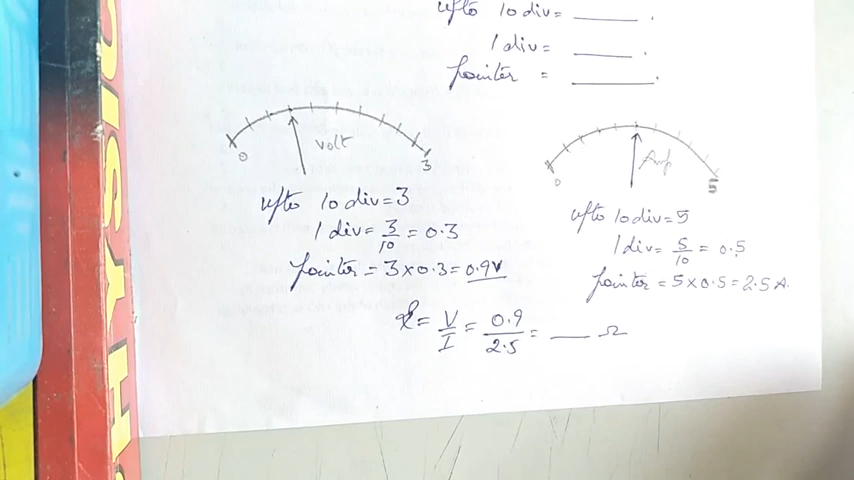 upto 10 div = ______ .
1 div = ______ .
pointer = ______ .
volt
0
3
upto 10 div = 3
1 div = 3/10 = 0.3
pointer = 3 × 0.3 = 0.9V
Amp
0
5
upto 10 div = 5
1 div = 5/10 = 0.5
pointer = 5 × 0.5 = 2.5 A.
R = V/I = 0.9/2.5 = ____ Ω